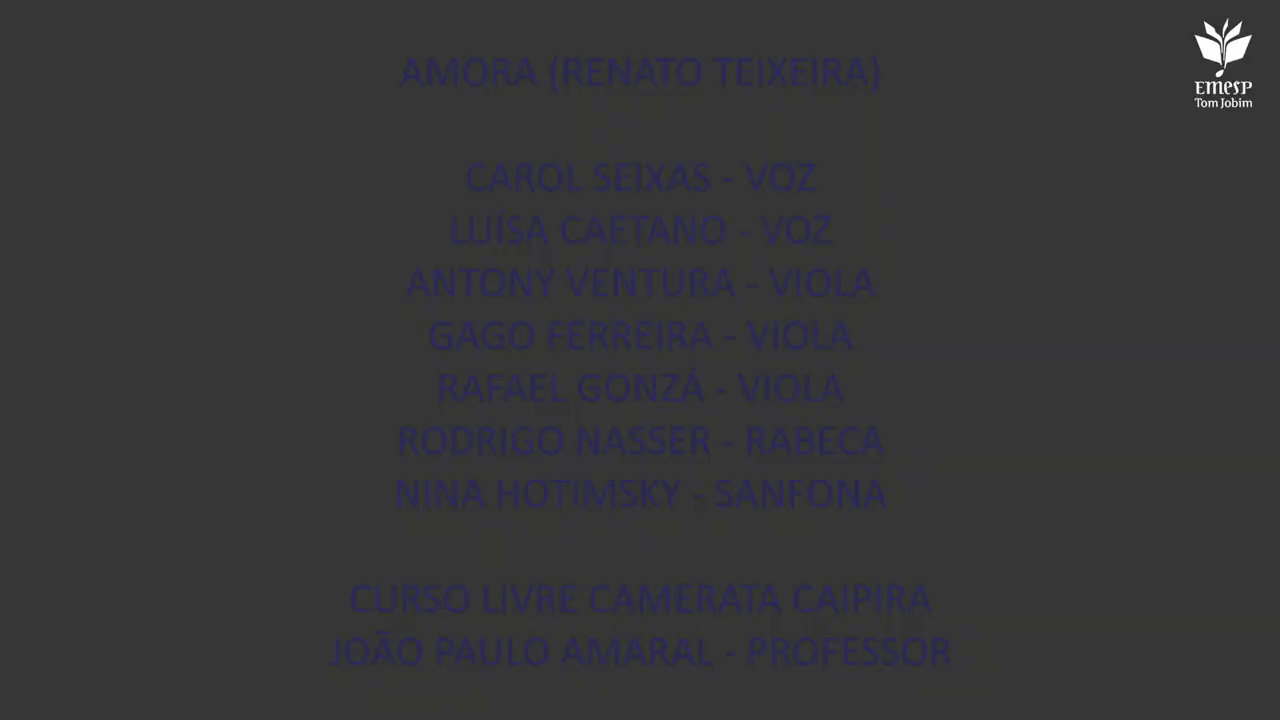 AMORA (RENATO TEIXEIRA)
CAROL SEIXAS - VOZ
LUÍSA CAETANO - VOZ
ANTONY VENTURA - VIOLA
GAGO FERREIRA - VIOLA
RAFAEL GONZÁ - VIOLA
RODRIGO NASSER - RABECA
NINA HOTIMSKY - SANFONA
CURSO LIVRE CAMERATA CAIPIRA
JOÃO PAULO AMARAL - PROFESSOR
EMESP
Tom Jobim